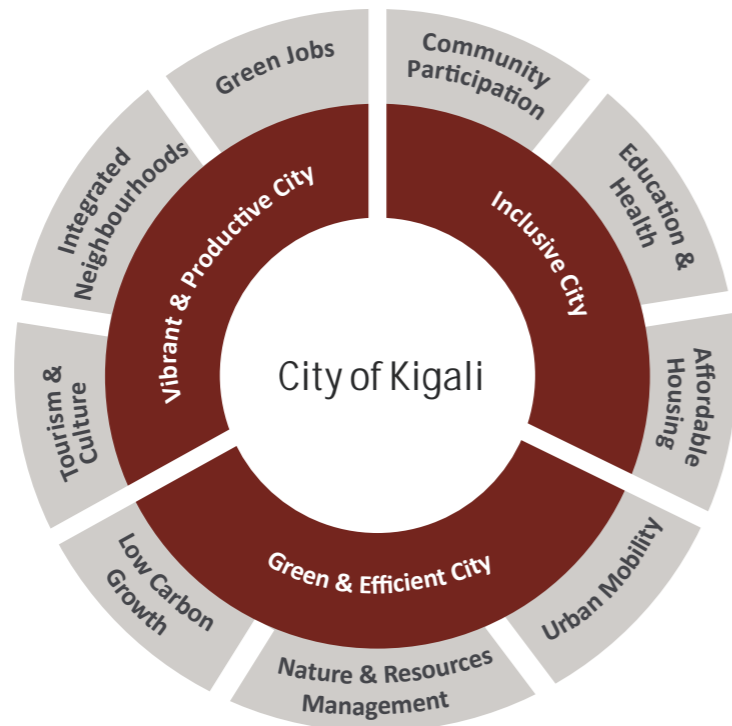 City of Kigali
Inclusive City
Community
Participation
Education &
Health
Affordable
Housing
Green & Efficient City
Urban Mobility
Nature & Resources
Management
Low Carbon
Growth
Vibrant & Productive City
Tourism &
Culture
Integrated
Neighbourhoods
Green Jobs